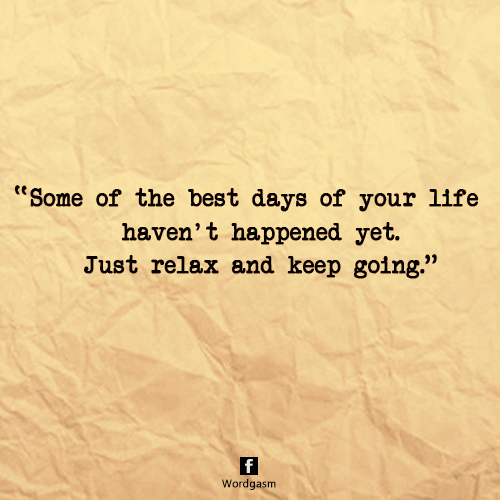 “Some of the best days of your life
haven’t happened yet.
Just relax and keep going.”
f
Wordgasm